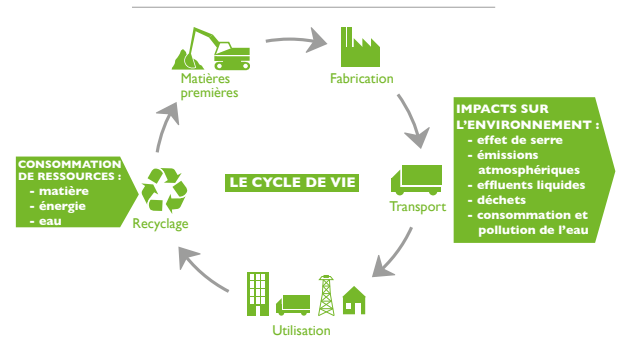 Matières
premières
Fabrication
IMPACTS SUR
L’ENVIRONNEMENT :
- effet de serre
- émissions
atmosphériques
- effluents liquides
- déchets
- consommation et
pollution de l’eau
CONSOMMATION
DE RESSOURCES :
- matière
- énergie
- eau
LE CYCLE DE VIE
Transport
Recyclage
Utilisation